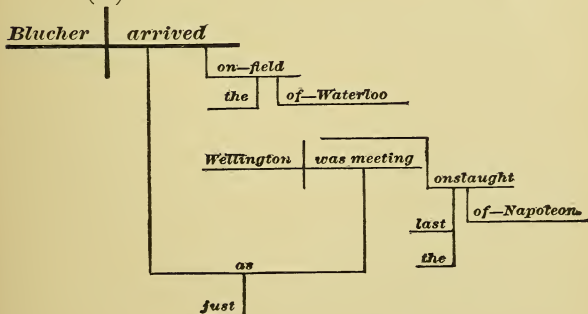 Blucher arrived
on—field
the of—Waterloo
Wellington was meeting
onslaught
last of—Napoleon.
the
as
just